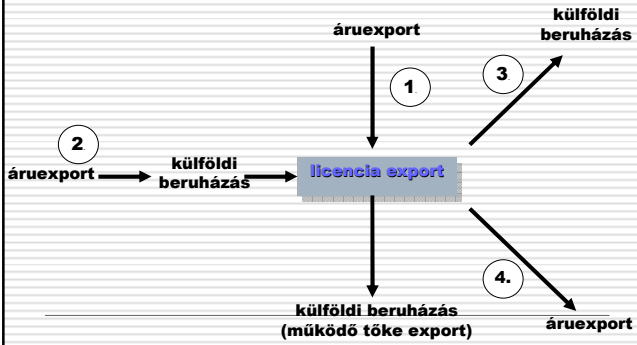 külföldi
beruházás
áruexport
1.
3.
2.
áruexport
külföldi
beruházás
licencia export
4.
külföldi beruházás
(működő tőke export)
áruexport